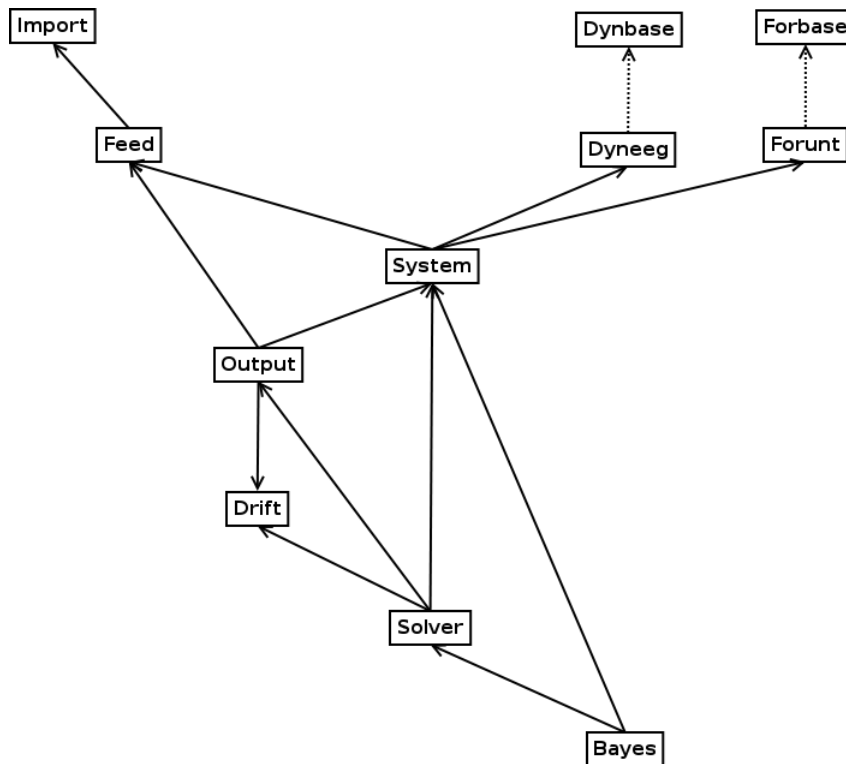 Import
Dynbase
Forbase
Feed
Dyneeg
Forunt
System
Output
Drift
Solver
Bayes